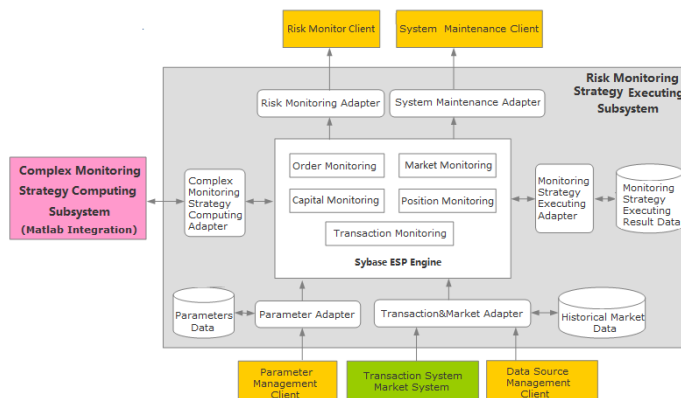 Risk Monitor Client
System Maintenance Client
Risk Monitoring
Strategy Executing
Subsystem
Risk Monitoring Adapter
System Maintenance Adapter
Complex Monitoring
Strategy Computing
Subsystem
(Matlab Integration)
Complex
Monitoring
Strategy
Computing
Adapter
Order Monitoring
Market Monitoring
Capital Monitoring
Position Monitoring
Transaction Monitoring
Sybase ESP Engine
Monitoring
Strategy
Executing
Adapter
Monitoring
Strategy
Executing
Result Data
Parameters
Data
Parameter Adapter
Transaction&Market Adapter
Historical Market
Data
Parameter
Management
Client
Transaction System
Market System
Data Source
Management
Client